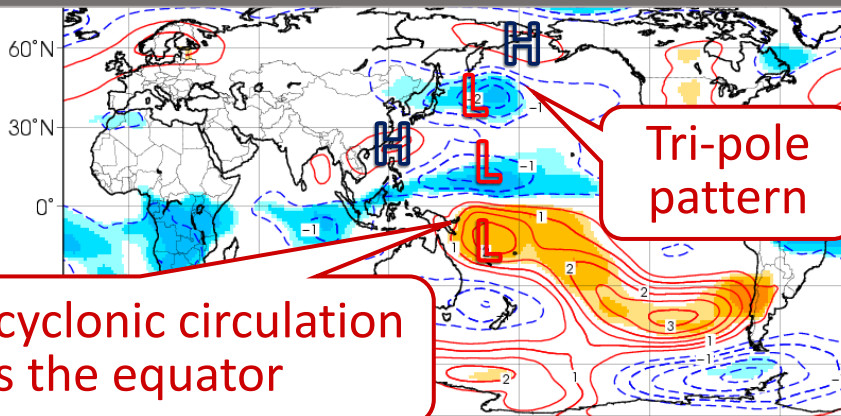 60°N
H
L
2
-1
Tri-pole
pattern
30°N
H
L
-1
0°
-1
1
1
L
2
2
3
1
-1
cyclonic circulation
s the equator
2
1